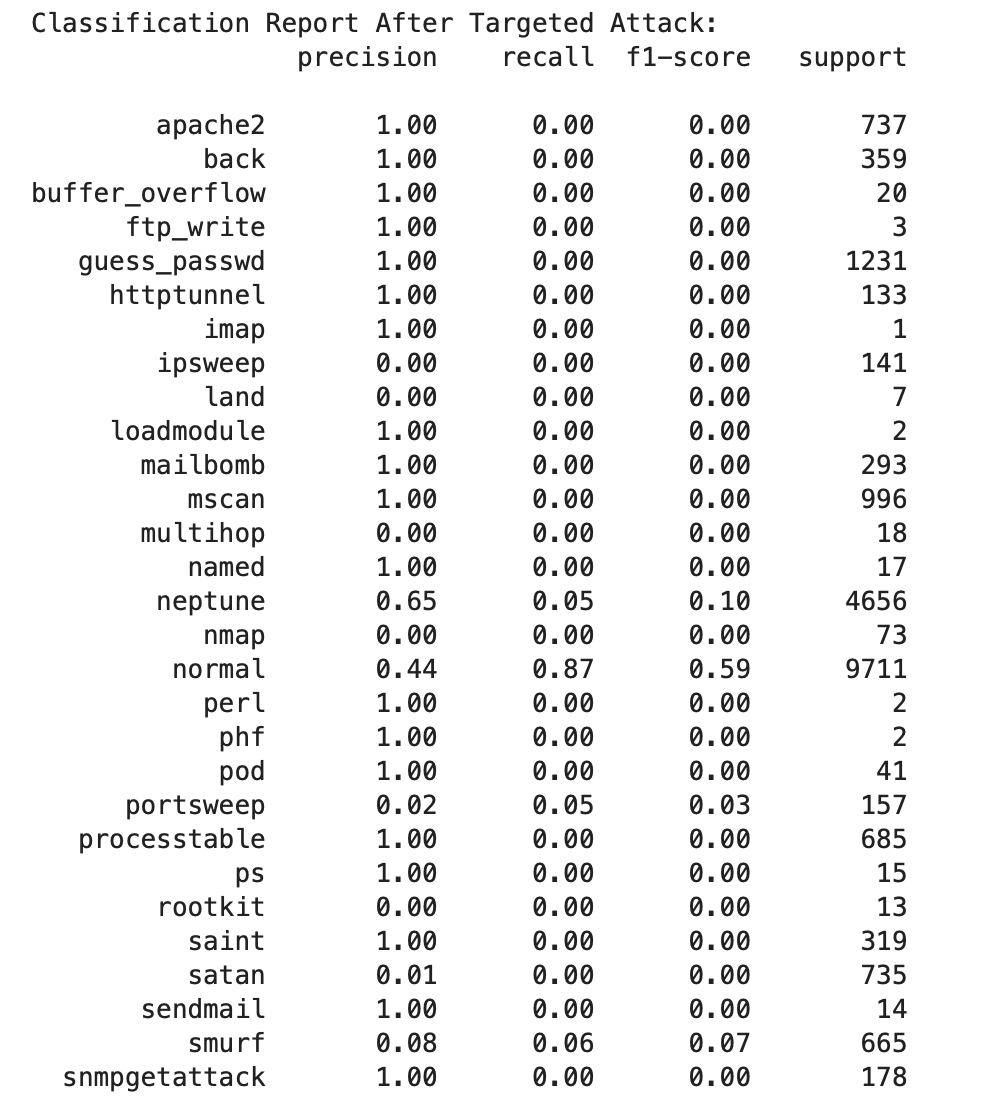 Classification Report After Targeted Attack:
precision recall f1-score support
apache2 1.00 0.00 0.00 737
back 1.00 0.00 0.00 359
buffer_overflow 1.00 0.00 0.00 20
ftp_write 1.00 0.00 0.00 3
guess_passwd 1.00 0.00 0.00 1231
httptunnel 1.00 0.00 0.00 133
imap 1.00 0.00 0.00 1
ipsweep 0.00 0.00 0.00 141
land 0.00 0.00 0.00 7
loadmodule 1.00 0.00 0.00 2
mailbomb 1.00 0.00 0.00 293
mscan 1.00 0.00 0.00 996
multihop 0.00 0.00 0.00 18
named 1.00 0.00 0.00 17
neptune 0.65 0.05 0.10 4656
nmap 0.00 0.00 0.00 73
normal 0.44 0.87 0.59 9711
perl 1.00 0.00 0.00 2
phf 1.00 0.00 0.00 2
pod 1.00 0.00 0.00 41
portsweep 0.02 0.05 0.03 157
processtable 1.00 0.00 0.00 685
ps 1.00 0.00 0.00 15
rootkit 0.00 0.00 0.00 13
saint 1.00 0.00 0.00 319
satan 0.01 0.00 0.00 735
sendmail 1.00 0.00 0.00 14
smurf 0.08 0.06 0.07 665
snmpgetattack 1.00 0.00 0.00 178